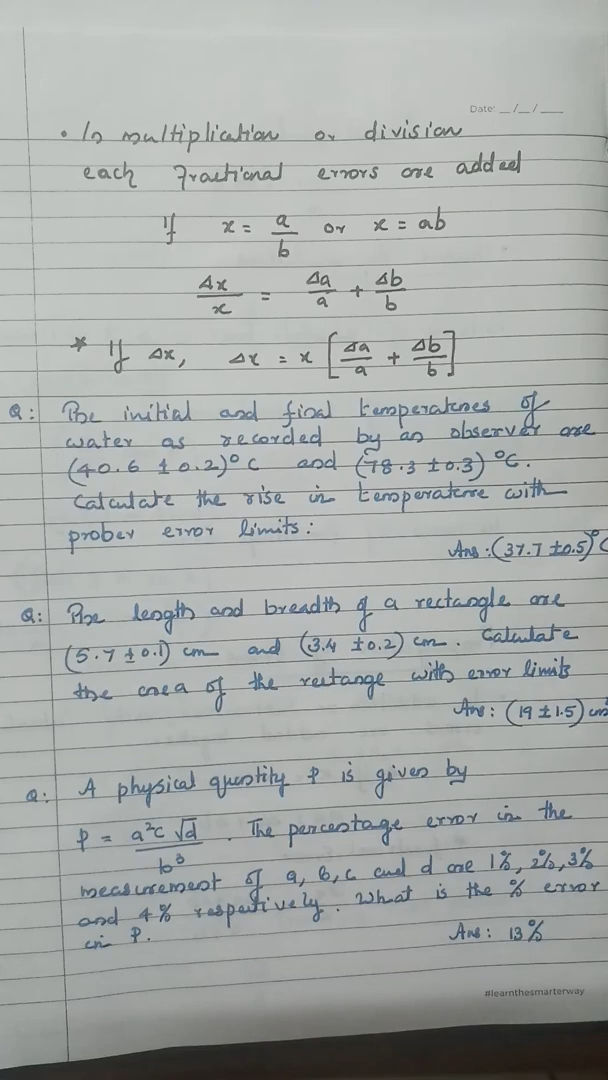 Date: __/__/____
• In multiplication or division
each fractional errors are added
If x = a/b or x = ab
Δx/x = Δa/a + Δb/b
* If Δx, Δx = x [Δa/a + Δb/b]
Q: The initial and final temperatures of
water as recorded by an observer are
(40.6 ± 0.2)°C and (78.3 ± 0.3) °C.
Calculate the rise in temperature with
prober error limits:
Ans: (37.7 ±0.5)°C
Q: The length and breadth of a rectangle are
(5.7 ± 0.1) cm and (3.4 ± 0.2) cm. Calculate
the area of the rectange with error limits
Ans: (19 ± 1.5) cm
Q: A physical quantity P is given by
P = a²c √d / b³ . The percentage error in the
measurement of a, b, c and d are 1%, 2%, 3%
and 4% respectively. What is the % error
in P.
Ans: 13%
#learnthesmarterway